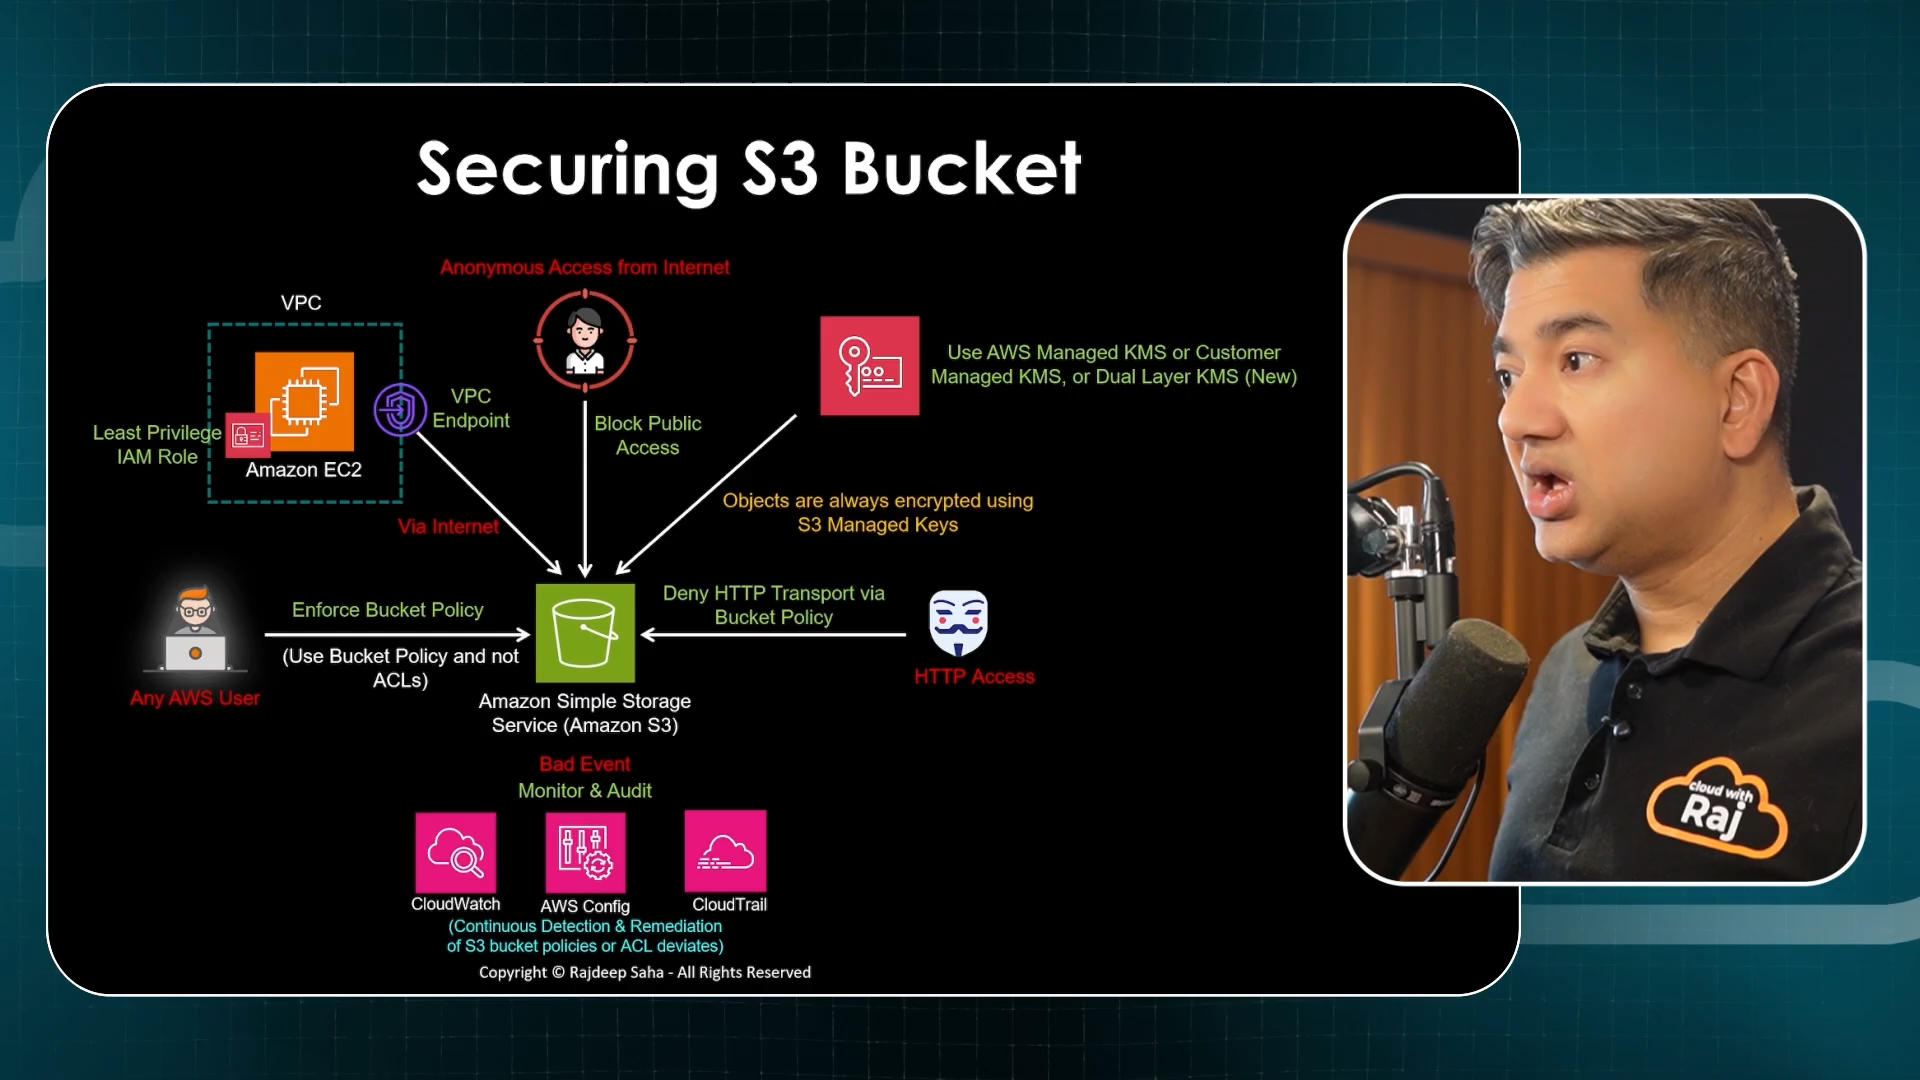 Securing S3 Bucket
Anonymous Access from Internet
VPC
Use AWS Managed KMS or Customer
Managed KMS, or Dual Layer KMS (New)
VPC
Endpoint
Block Public
Access
Least Privilege
IAM Role
Amazon EC2
Objects are always encrypted using
S3 Managed Keys
Via Internet
Enforce Bucket Policy
Deny HTTP Transport via
Bucket Policy
(Use Bucket Policy and not
ACLs)
Any AWS User
HTTP Access
Amazon Simple Storage
Service (Amazon S3)
Bad Event
Monitor & Audit
CloudWatch
AWS Config
CloudTrail
(Continuous Detection & Remediation
of S3 bucket policies or ACL deviates)
Copyright © Rajdeep Saha - All Rights Reserved
cloud with
Raj